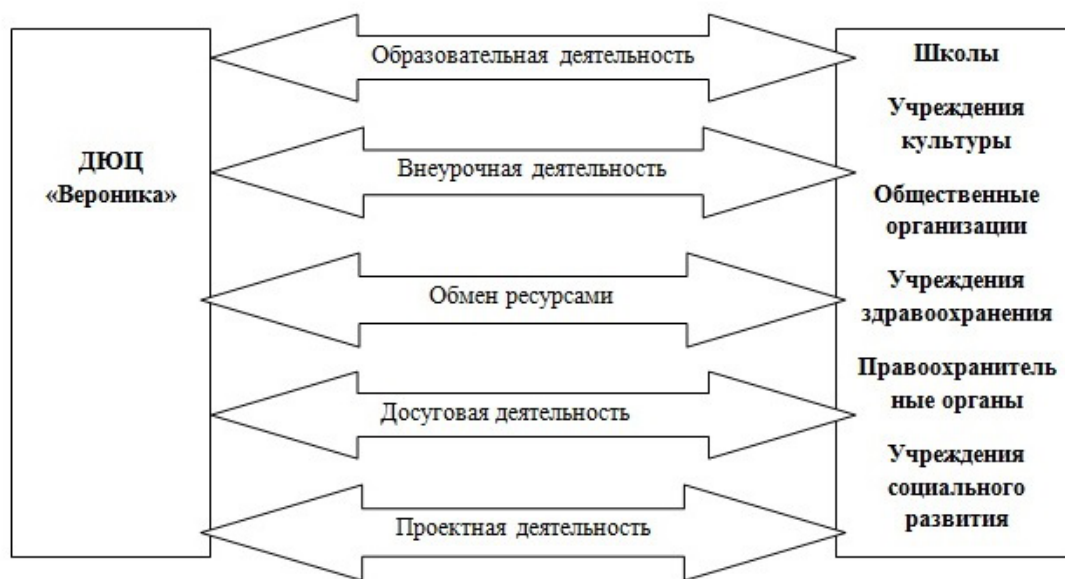 ДЮЦ
«Вероника»
Образовательная деятельность
Внеурочная деятельность
Обмен ресурсами
Досуговая деятельность
Проектная деятельность
Школы
Учреждения
культуры
Общественные
организации
Учреждения
здравоохранения
Правоохранитель
ные органы
Учреждения
социального
развития